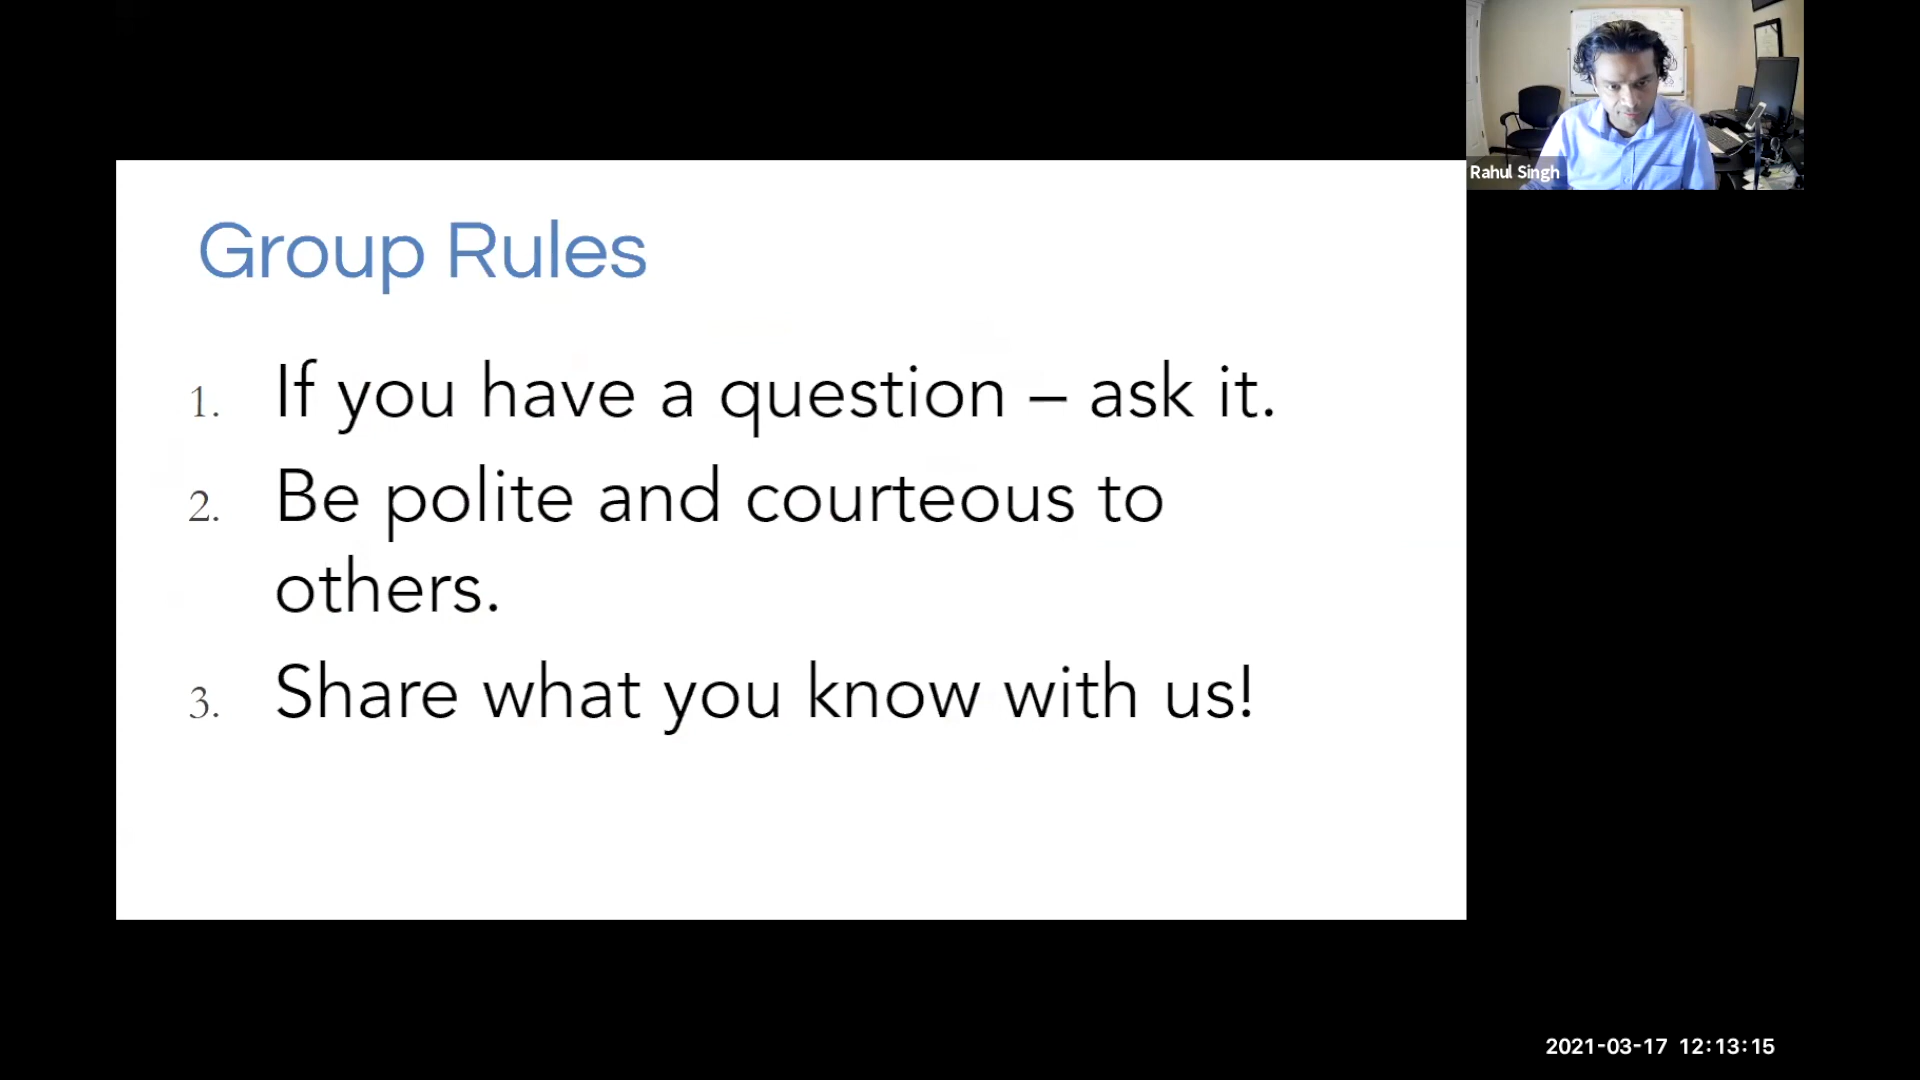 Rahul Singh
Group Rules
1. If you have a question – ask it.
2. Be polite and courteous to
others.
3. Share what you know with us!
2021-03-17 12:13:15